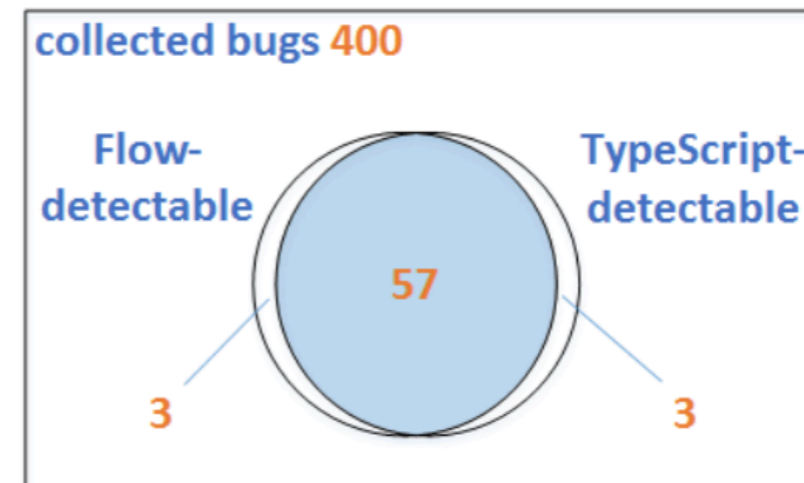 collected bugs 400
Flow-
detectable
TypeScript-
detectable
57
3
3